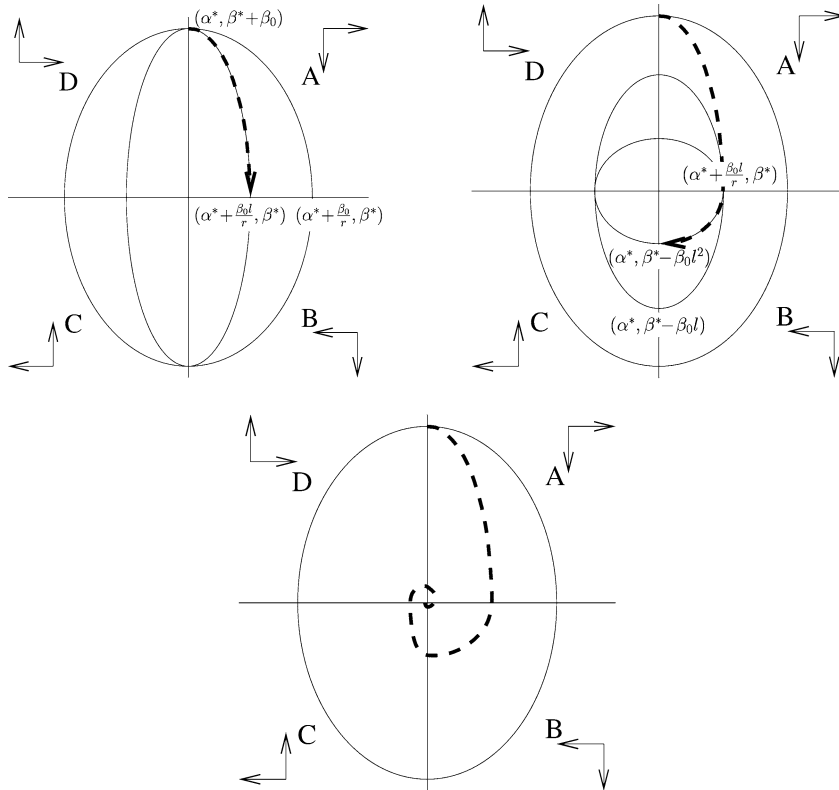 (α*, β*+β₀)
D
A
(α*+β₀l/r, β*) (α*+β₀/r, β*)
C
B
D
A
(α*+β₀l/r, β*)
(α*, β*−β₀l²)
(α*, β*−β₀l)
C
B
D
A
C
B